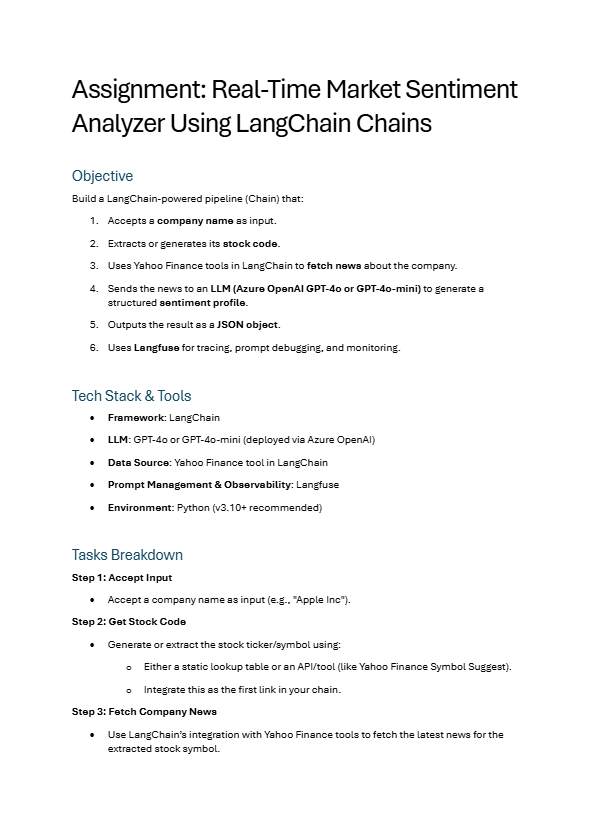 Assignment: Real-Time Market Sentiment
Analyzer Using LangChain Chains
Objective
Build a LangChain-powered pipeline (Chain) that:
1. Accepts a company name as input.
2. Extracts or generates its stock code.
3. Uses Yahoo Finance tools in LangChain to fetch news about the company.
4. Sends the news to an LLM (Azure OpenAI GPT-4o or GPT-4o-mini) to generate a
structured sentiment profile.
5. Outputs the result as a JSON object.
6. Uses Langfuse for tracing, prompt debugging, and monitoring.
Tech Stack & Tools
• Framework: LangChain
• LLM: GPT-4o or GPT-4o-mini (deployed via Azure OpenAI)
• Data Source: Yahoo Finance tool in LangChain
• Prompt Management & Observability: Langfuse
• Environment: Python (v3.10+ recommended)
Tasks Breakdown
Step 1: Accept Input
• Accept a company name as input (e.g., "Apple Inc").
Step 2: Get Stock Code
• Generate or extract the stock ticker/symbol using:
o Either a static lookup table or an API/tool (like Yahoo Finance Symbol Suggest).
o Integrate this as the first link in your chain.
Step 3: Fetch Company News
• Use LangChain's integration with Yahoo Finance tools to fetch the latest news for the
extracted stock symbol.